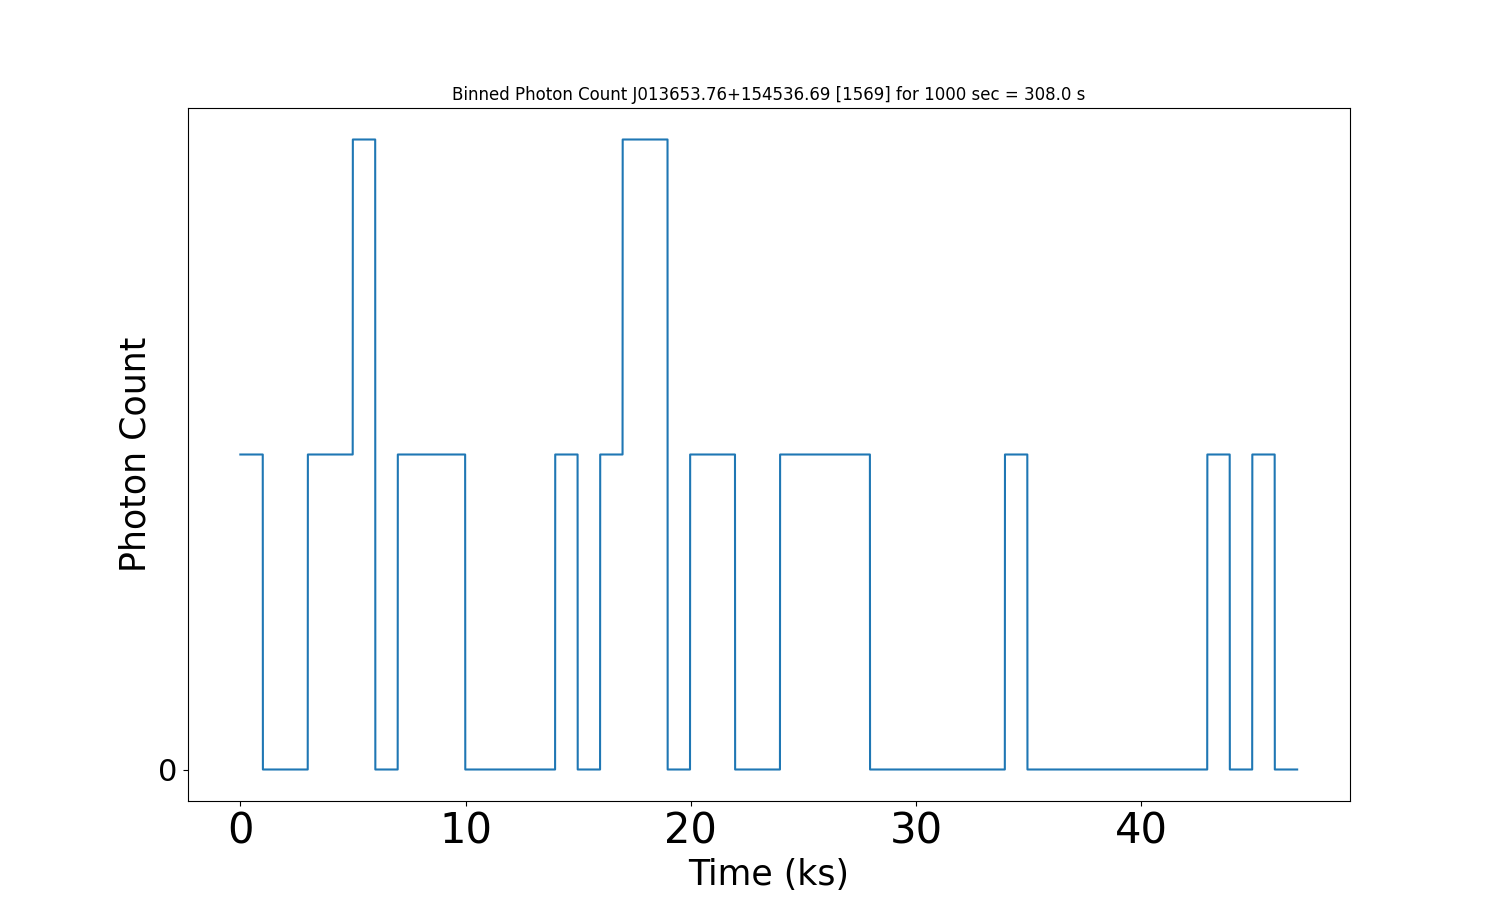 Binned Photon Count J013653.76+154536.69 [1569] for 1000 sec = 308.0 s
Photon Count
0
0 10 20 30 40
Time (ks)